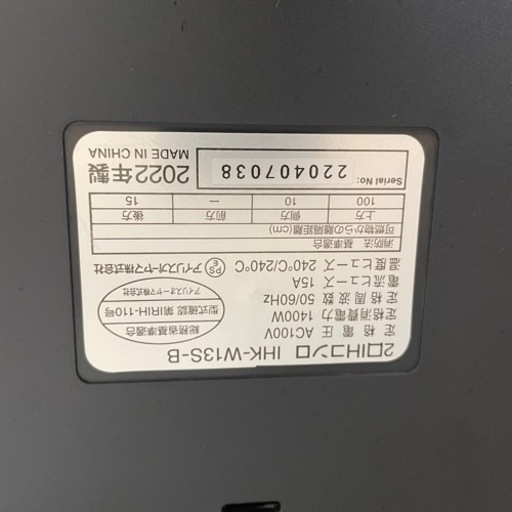 2口IHコンロ IHK-W13S-B
定格電圧 AC100V
定格消費電力 1400W
定格周波数 50/60Hz
電流ヒューズ 15A
温度ヒューズ 240℃/240℃
総務省基準適合
型式確認 第IRIH-110号
アイリスオーヤマ株式会社
PS E アイリスオーヤマ株式会社
消防法 基準適合
可燃物からの離隔距離(cm)
上方 側方 前方 後方
100 10 － 15
Serial No: 220407038
2022年製
MADE IN CHINA